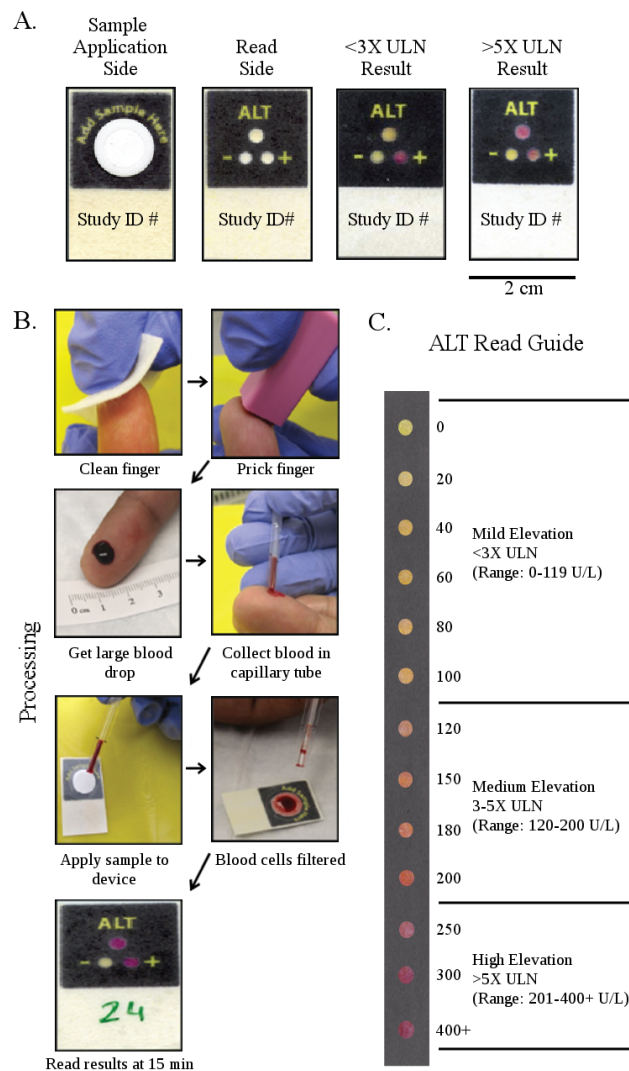 A.
Sample
Application
Side
Read
Side
<3X ULN
Result
>5X ULN
Result
Add Sample Here
ALT
- +
ALT
- +
ALT
- +
Study ID #
Study ID#
Study ID #
Study ID #
2 cm
B.
Processing
Clean finger
Prick finger
0 cm 1 2 3
Get large blood
drop
Collect blood in
capillary tube
Add Sample Here
Apply sample to
device
Blood cells filtered
ALT
- +
24
Read results at 15 min
C.
ALT Read Guide
0
20
40
60
80
100
Mild Elevation
<3X ULN
(Range: 0-119 U/L)
120
150
180
200
Medium Elevation
3-5X ULN
(Range: 120-200 U/L)
250
300
400+
High Elevation
>5X ULN
(Range: 201-400+ U/L)